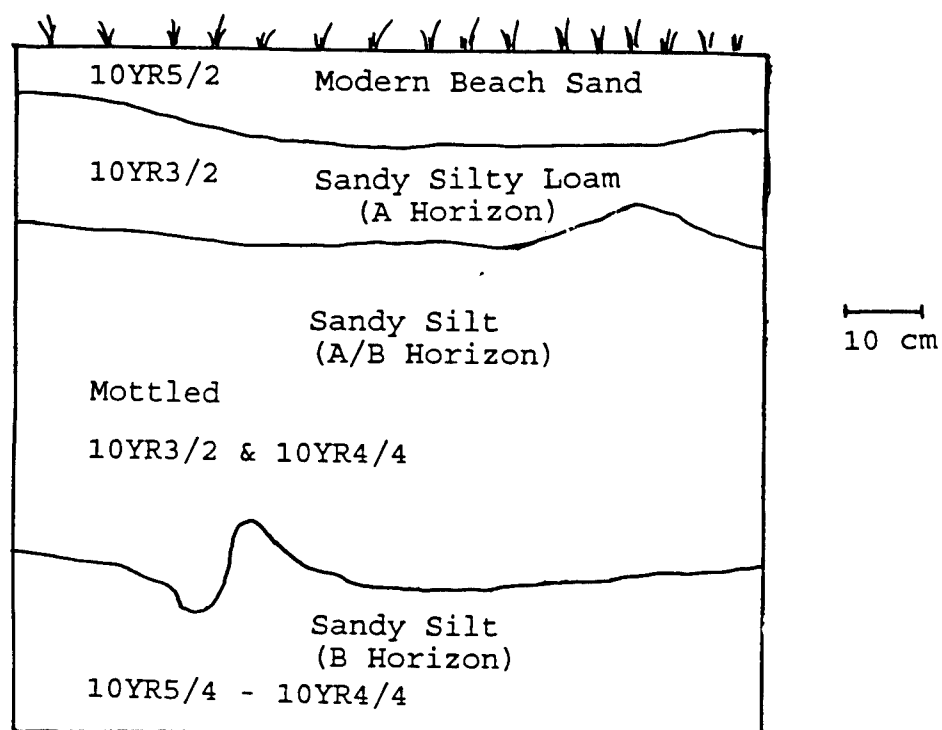 10YR5/2 Modern Beach Sand
10YR3/2 Sandy Silty Loam
(A Horizon)
Sandy Silt
(A/B Horizon)
10 cm
Mottled
10YR3/2 & 10YR4/4
Sandy Silt
(B Horizon)
10YR5/4 - 10YR4/4